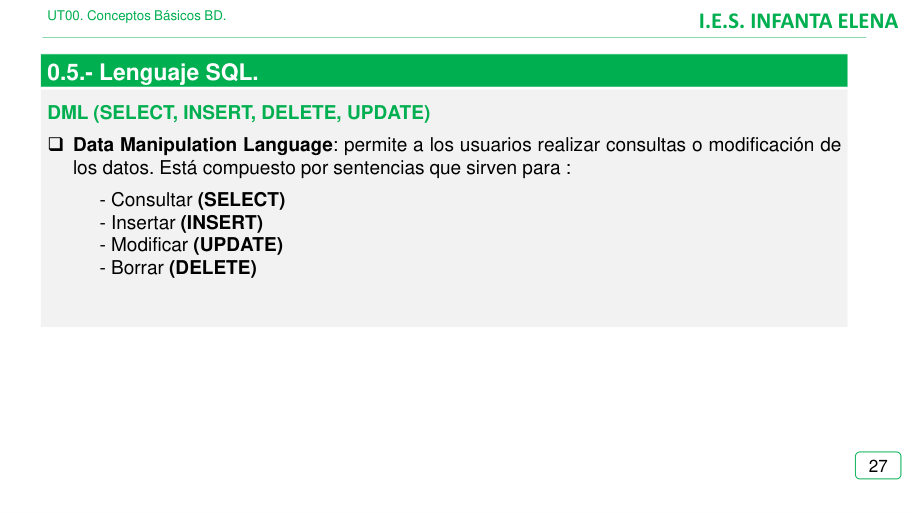 UT00. Conceptos Básicos BD.
I.E.S. INFANTA ELENA
0.5.- Lenguaje SQL.
DML (SELECT, INSERT, DELETE, UPDATE)
❑ Data Manipulation Language: permite a los usuarios realizar consultas o modificación de
los datos. Está compuesto por sentencias que sirven para :
- Consultar (SELECT)
- Insertar (INSERT)
- Modificar (UPDATE)
- Borrar (DELETE)
27